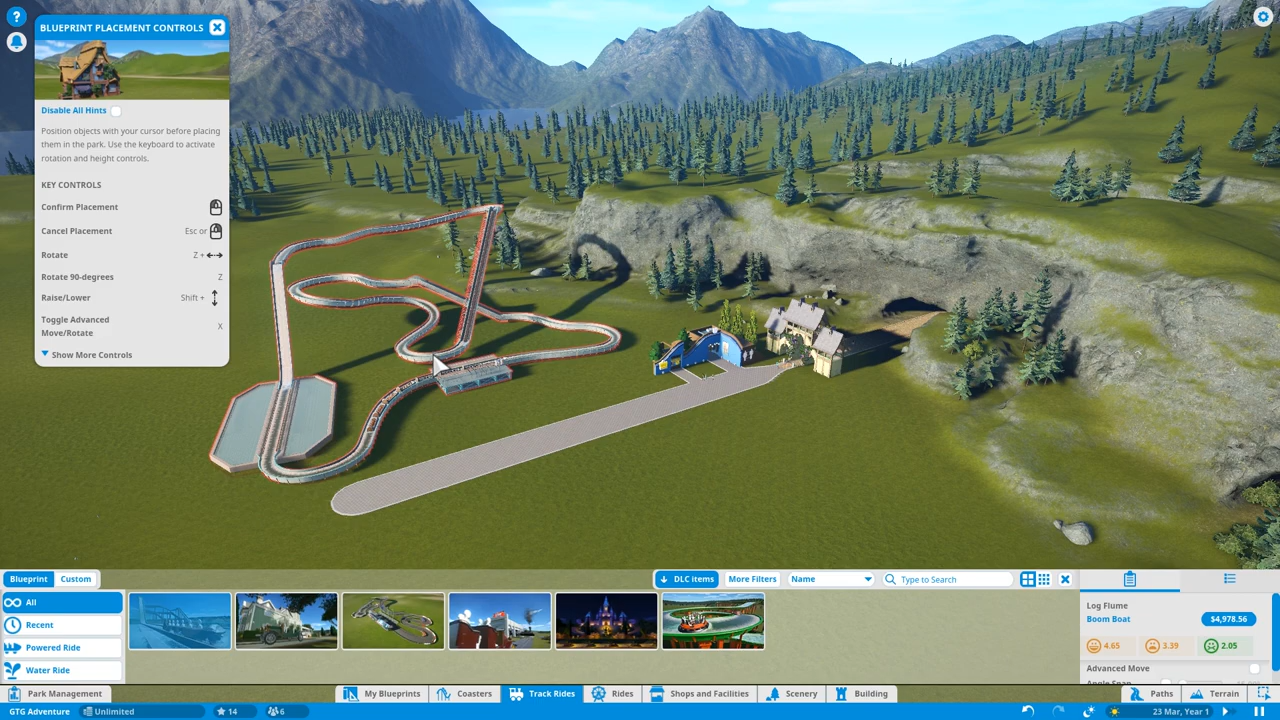 BLUEPRINT PLACEMENT CONTROLS
Disable All Hints
Position objects with your cursor before placing
them in the park. Use the keyboard to activate
rotation and height controls.
KEY CONTROLS
Confirm Placement
Cancel Placement Esc or
Rotate Z +
Rotate 90-degrees Z
Raise/Lower Shift +
Toggle Advanced
Move/Rotate X
Show More Controls
Blueprint Custom DLC items More Filters Name Type to Search
All
Recent
Powered Ride
Water Ride
Log Flume
Boom Boat $4,978.56
4.65 3.39 2.05
Advanced Move
Park Management My Blueprints Coasters Track Rides Rides Shops and Facilities Scenery Building Paths Terrain
GTG Adventure Unlimited 14 6 23 Mar, Year 1